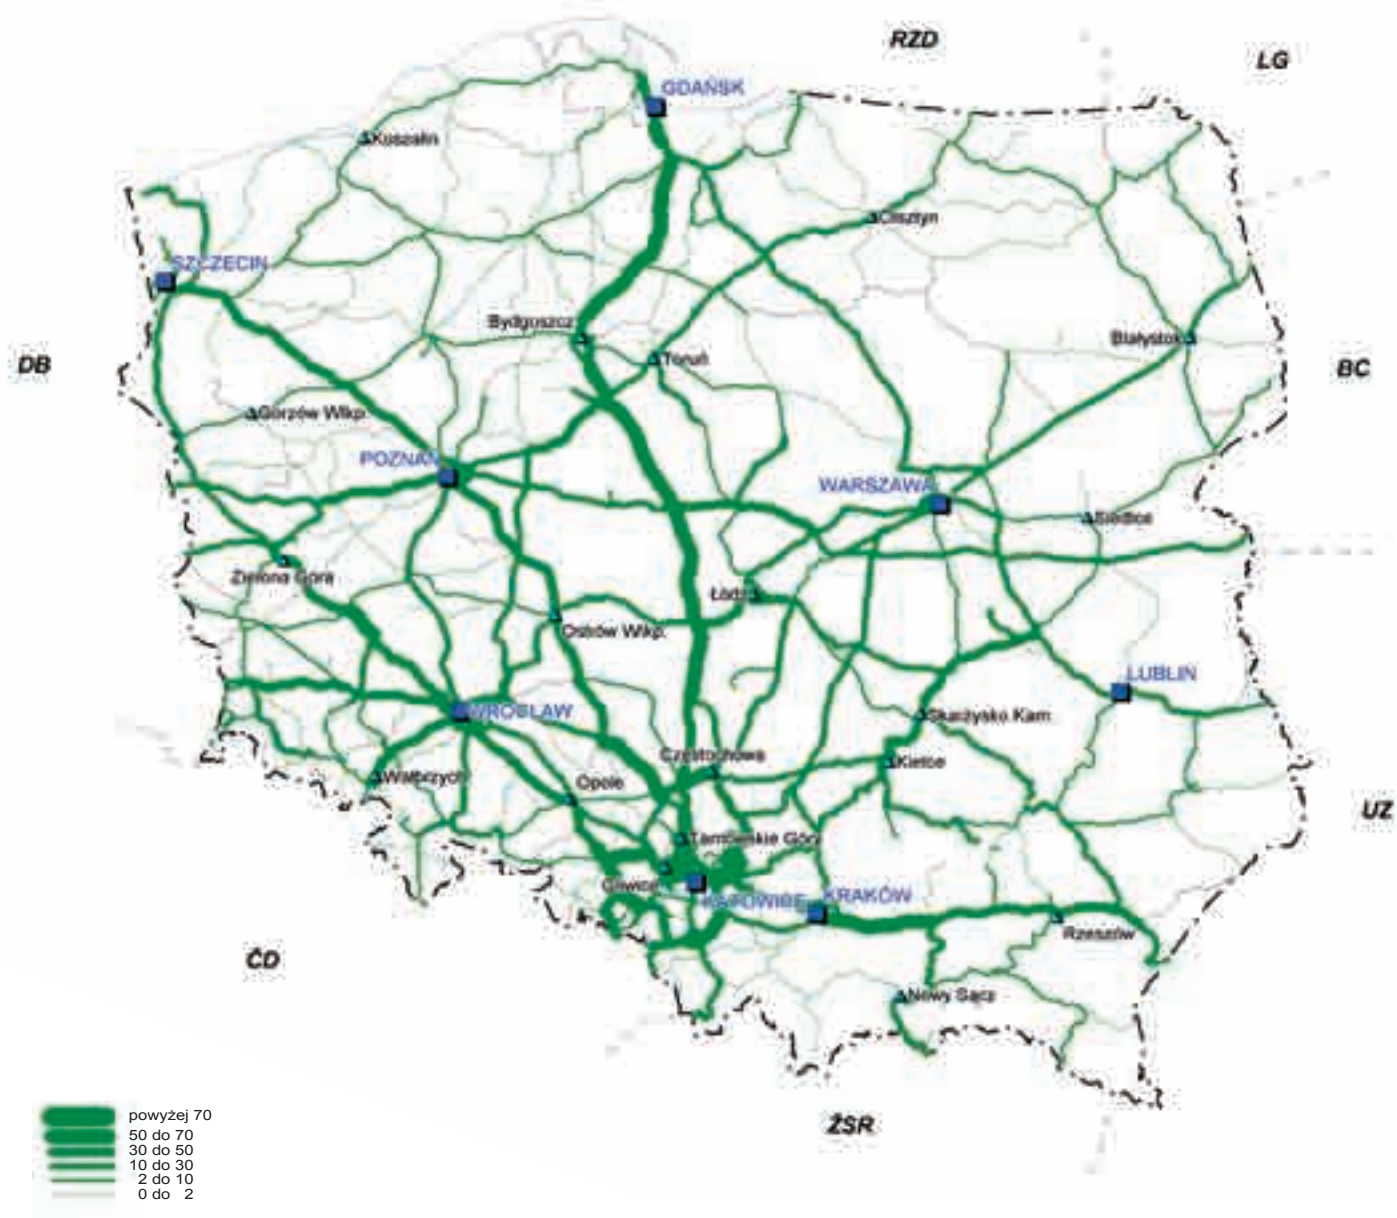 RZD
LG
GDAŃSK
Koszalin
Olsztyn
SZCZECIN
Bydgoszcz
Białystok
Toruń
DB
BC
Gorzów Wlkp.
POZNAŃ
WARSZAWA
Siedlce
Zielona Góra
Łódź
Ostrów Wlkp.
LUBLIN
WROCŁAW
Skarżysko Kam
Częstochowa
Kielce
Wałbrzych
Opole
UZ
Tarnowskie Góry
Gliwice
KATOWICE
KRAKÓW
Rzeszów
ČD
Nowy Sącz
ŽSR
powyżej 70
50 do 70
30 do 50
10 do 30
2 do 10
0 do 2